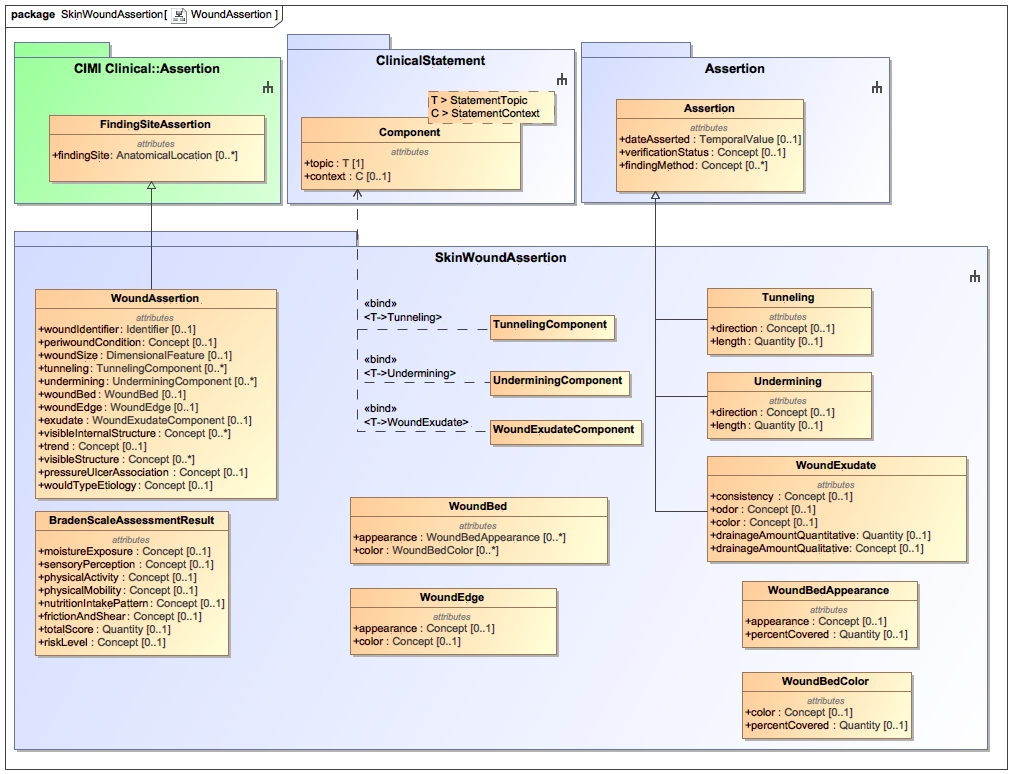 package SkinWoundAssertion[ WoundAssertion ]
CIMI Clinical::Assertion
FindingSiteAssertion
attributes
+findingSite: AnatomicalLocation [0..*]
ClinicalStatement
T > StatementTopic
C > StatementContext
Component
attributes
+topic : T [1]
+context : C [0..1]
Assertion
Assertion
attributes
+dateAsserted : TemporalValue [0..1]
+verificationStatus : Concept [0..1]
+findingMethod : Concept [0..*]
SkinWoundAssertion
WoundAssertion
attributes
+woundIdentifier : Identifier [0..1]
+periwoundCondition : Concept [0..1]
+woundSize : DimensionalFeature [0..1]
+tunneling : TunnelingComponent [0..*]
+undermining : UnderminingComponent [0..*]
+woundBed : WoundBed [0..1]
+woundEdge : WoundEdge [0..1]
+exudate : WoundExudateComponent [0..1]
+visibleInternalStructure : Concept [0..*]
+trend : Concept [0..1]
+visibleStructure : Concept [0..*]
+pressureUlcerAssociation : Concept [0..1]
+wouldTypeEtiology : Concept [0..1]
BradenScaleAssessmentResult
attributes
+moistureExposure : Concept [0..1]
+sensoryPerception : Concept [0..1]
+physicalActivity : Concept [0..1]
+physicalMobility : Concept [0..1]
+nutritionIntakePattern : Concept [0..1]
+frictionAndShear : Concept [0..1]
+totalScore : Quantity [0..1]
+riskLevel : Concept [0..1]
«bind»
<T->Tunneling>
TunnelingComponent
«bind»
<T->Undermining>
UnderminingComponent
«bind»
<T->WoundExudate>
WoundExudateComponent
WoundBed
attributes
+appearance : WoundBedAppearance [0..*]
+color : WoundBedColor [0..*]
WoundEdge
attributes
+appearance : Concept [0..1]
+color : Concept [0..1]
Tunneling
attributes
+direction : Concept [0..1]
+length : Quantity [0..1]
Undermining
attributes
+direction : Concept [0..1]
+length : Quantity [0..1]
WoundExudate
attributes
+consistency : Concept [0..1]
+odor : Concept [0..1]
+color : Concept [0..1]
+drainageAmountQuantitative : Quantity [0..1]
+drainageAmountQualitative : Concept [0..1]
WoundBedAppearance
attributes
+appearance : Concept [0..1]
+percentCovered : Quantity [0..1]
WoundBedColor
attributes
+color : Concept [0..1]
+percentCovered : Quantity [0..1]